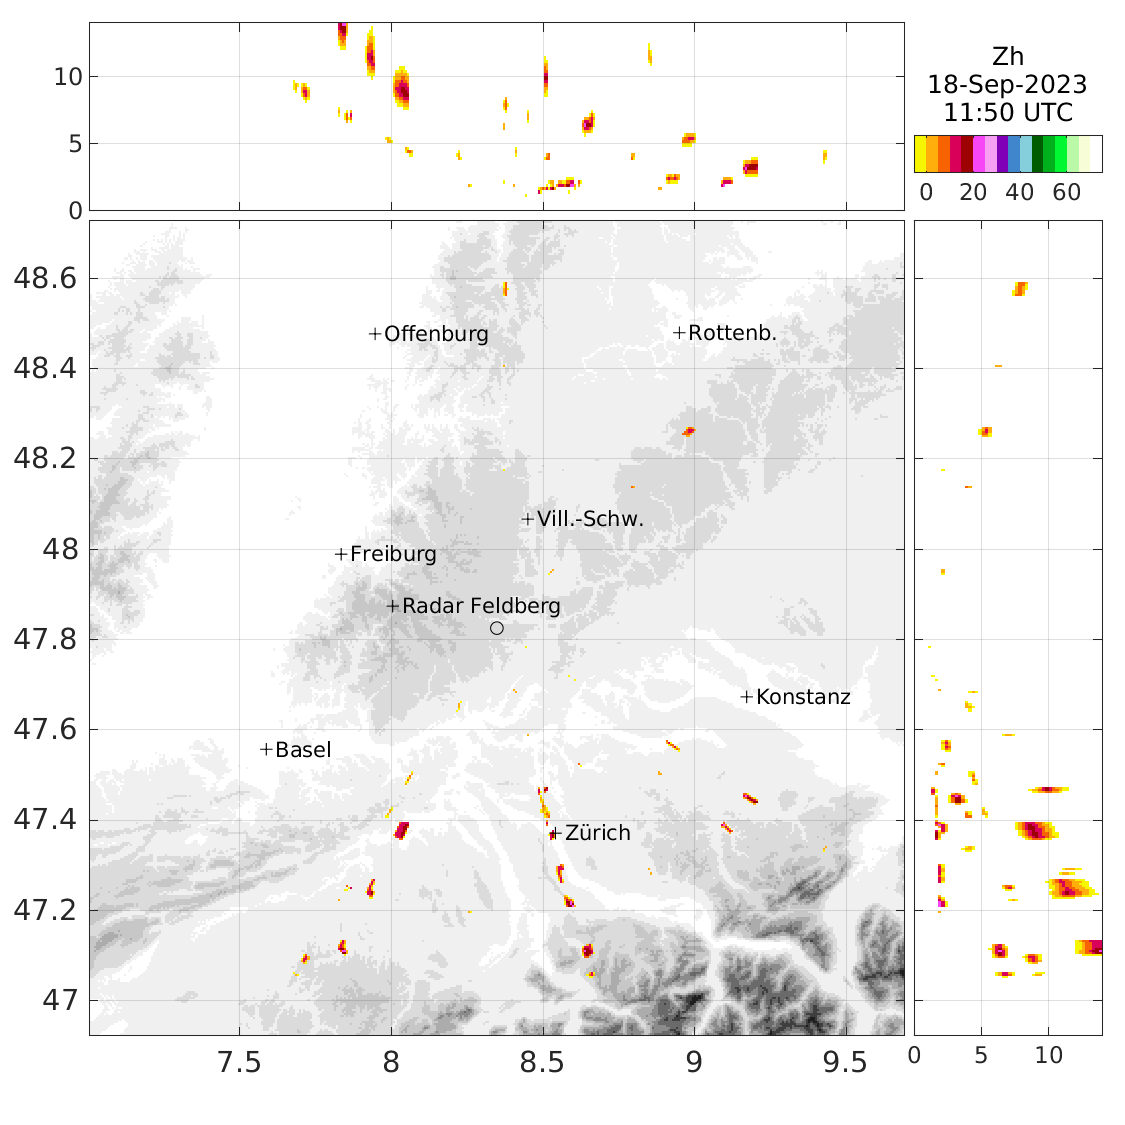 Zh
18-Sep-2023
11:50 UTC
0 20 40 60
10
5
0
48.6
48.4
48.2
48
47.8
47.6
47.4
47.2
47
+Offenburg
+Rottenb.
+Vill.-Schw.
+Freiburg
+Radar Feldberg
+Konstanz
+Basel
+Zürich
7.5 8 8.5 9 9.5
0 5 10